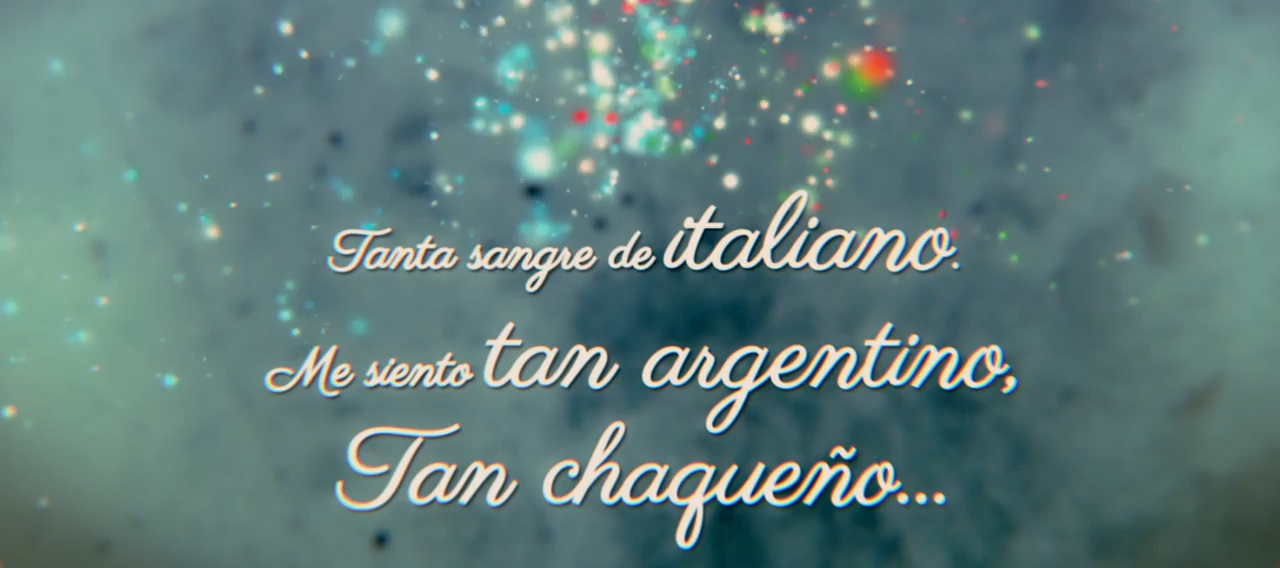 Tanta sangre de italiano.
Me siento tan argentino,
Tan chaqueño...